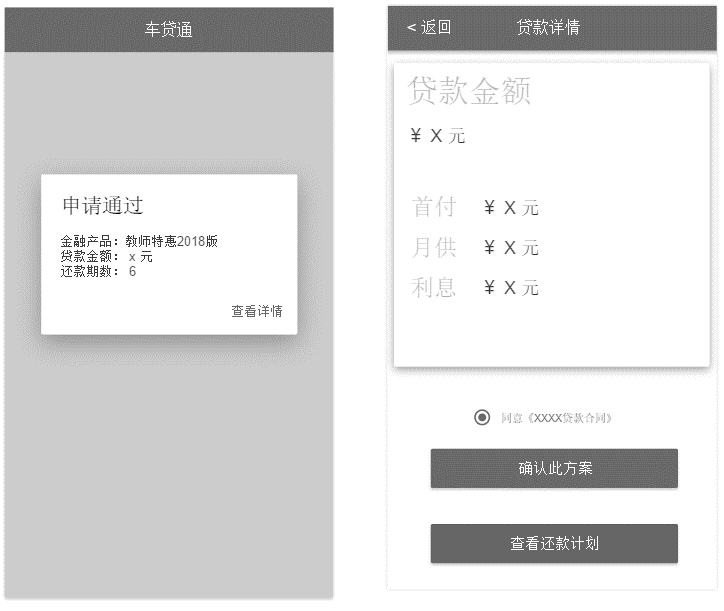 车贷通
申请通过
金融产品：教师特惠2018版
贷款金额： x 元
还款期数： 6
查看详情
< 返回 贷款详情
贷款金额
¥ X 元
首付 ¥ X 元
月供 ¥ X 元
利息 ¥ X 元
同意《XXXX贷款合同》
确认此方案
查看还款计划